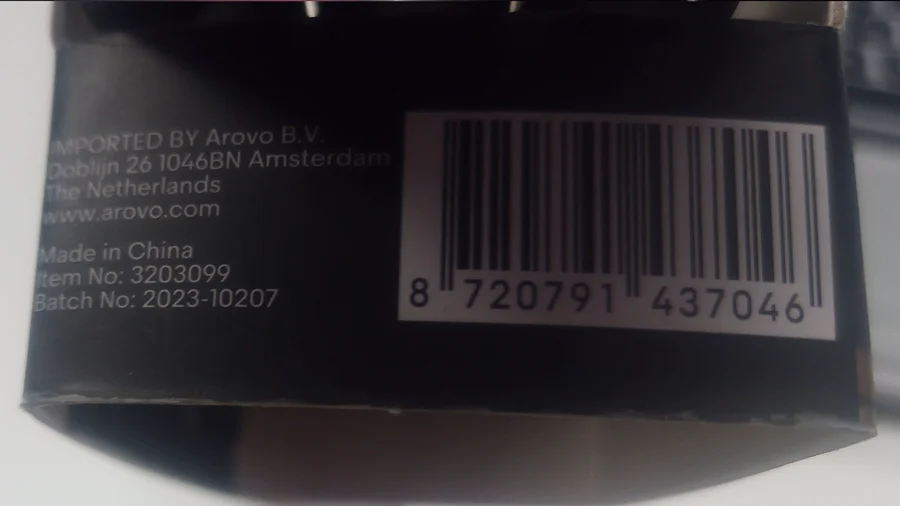 IMPORTED BY Arovo B.V.
Doblijn 26 1046BN Amsterdam
The Netherlands
www.arovo.com
Made in China
Item No: 3203099
Batch No: 2023-10207
8 720791 437046